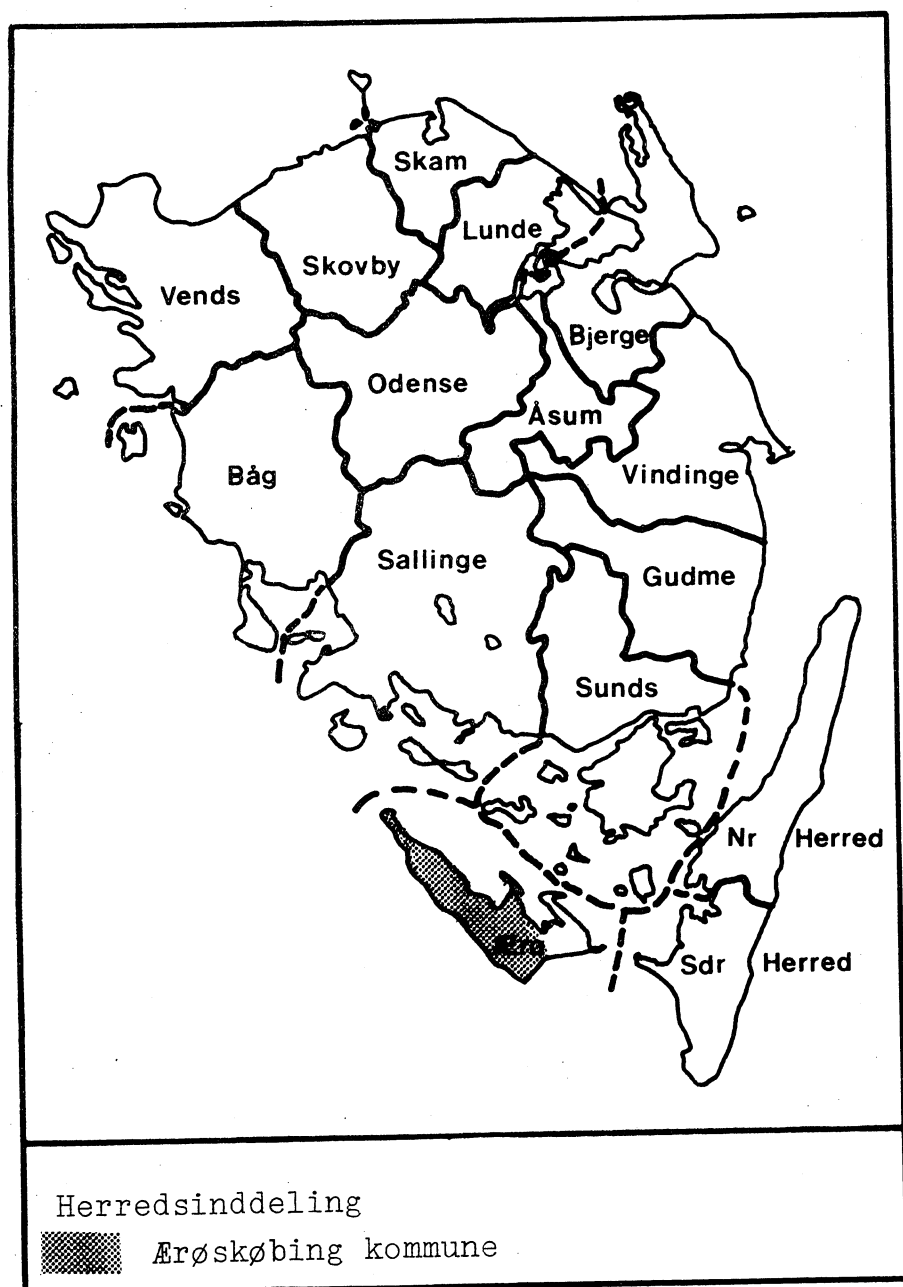 Skam
Lunde
Skovby
Vends
Bjerge
Odense
Åsum
Båg
Vindinge
Sallinge
Gudme
Sunds
Nr Herred
Ærø
Sdr Herred
Herredsinddeling
Ærøskøbing kommune